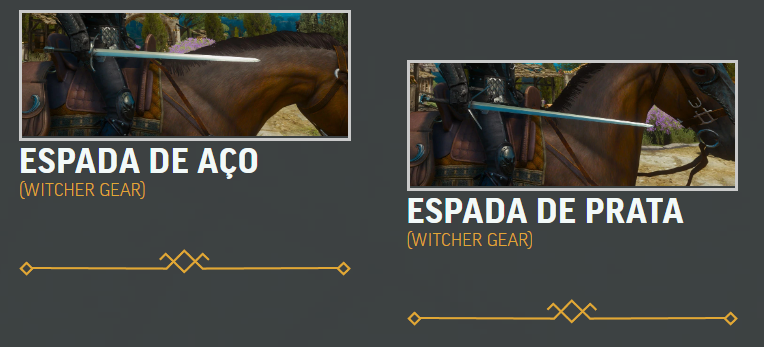 ESPADA DE AÇO
(WITCHER GEAR)
ESPADA DE PRATA
(WITCHER GEAR)